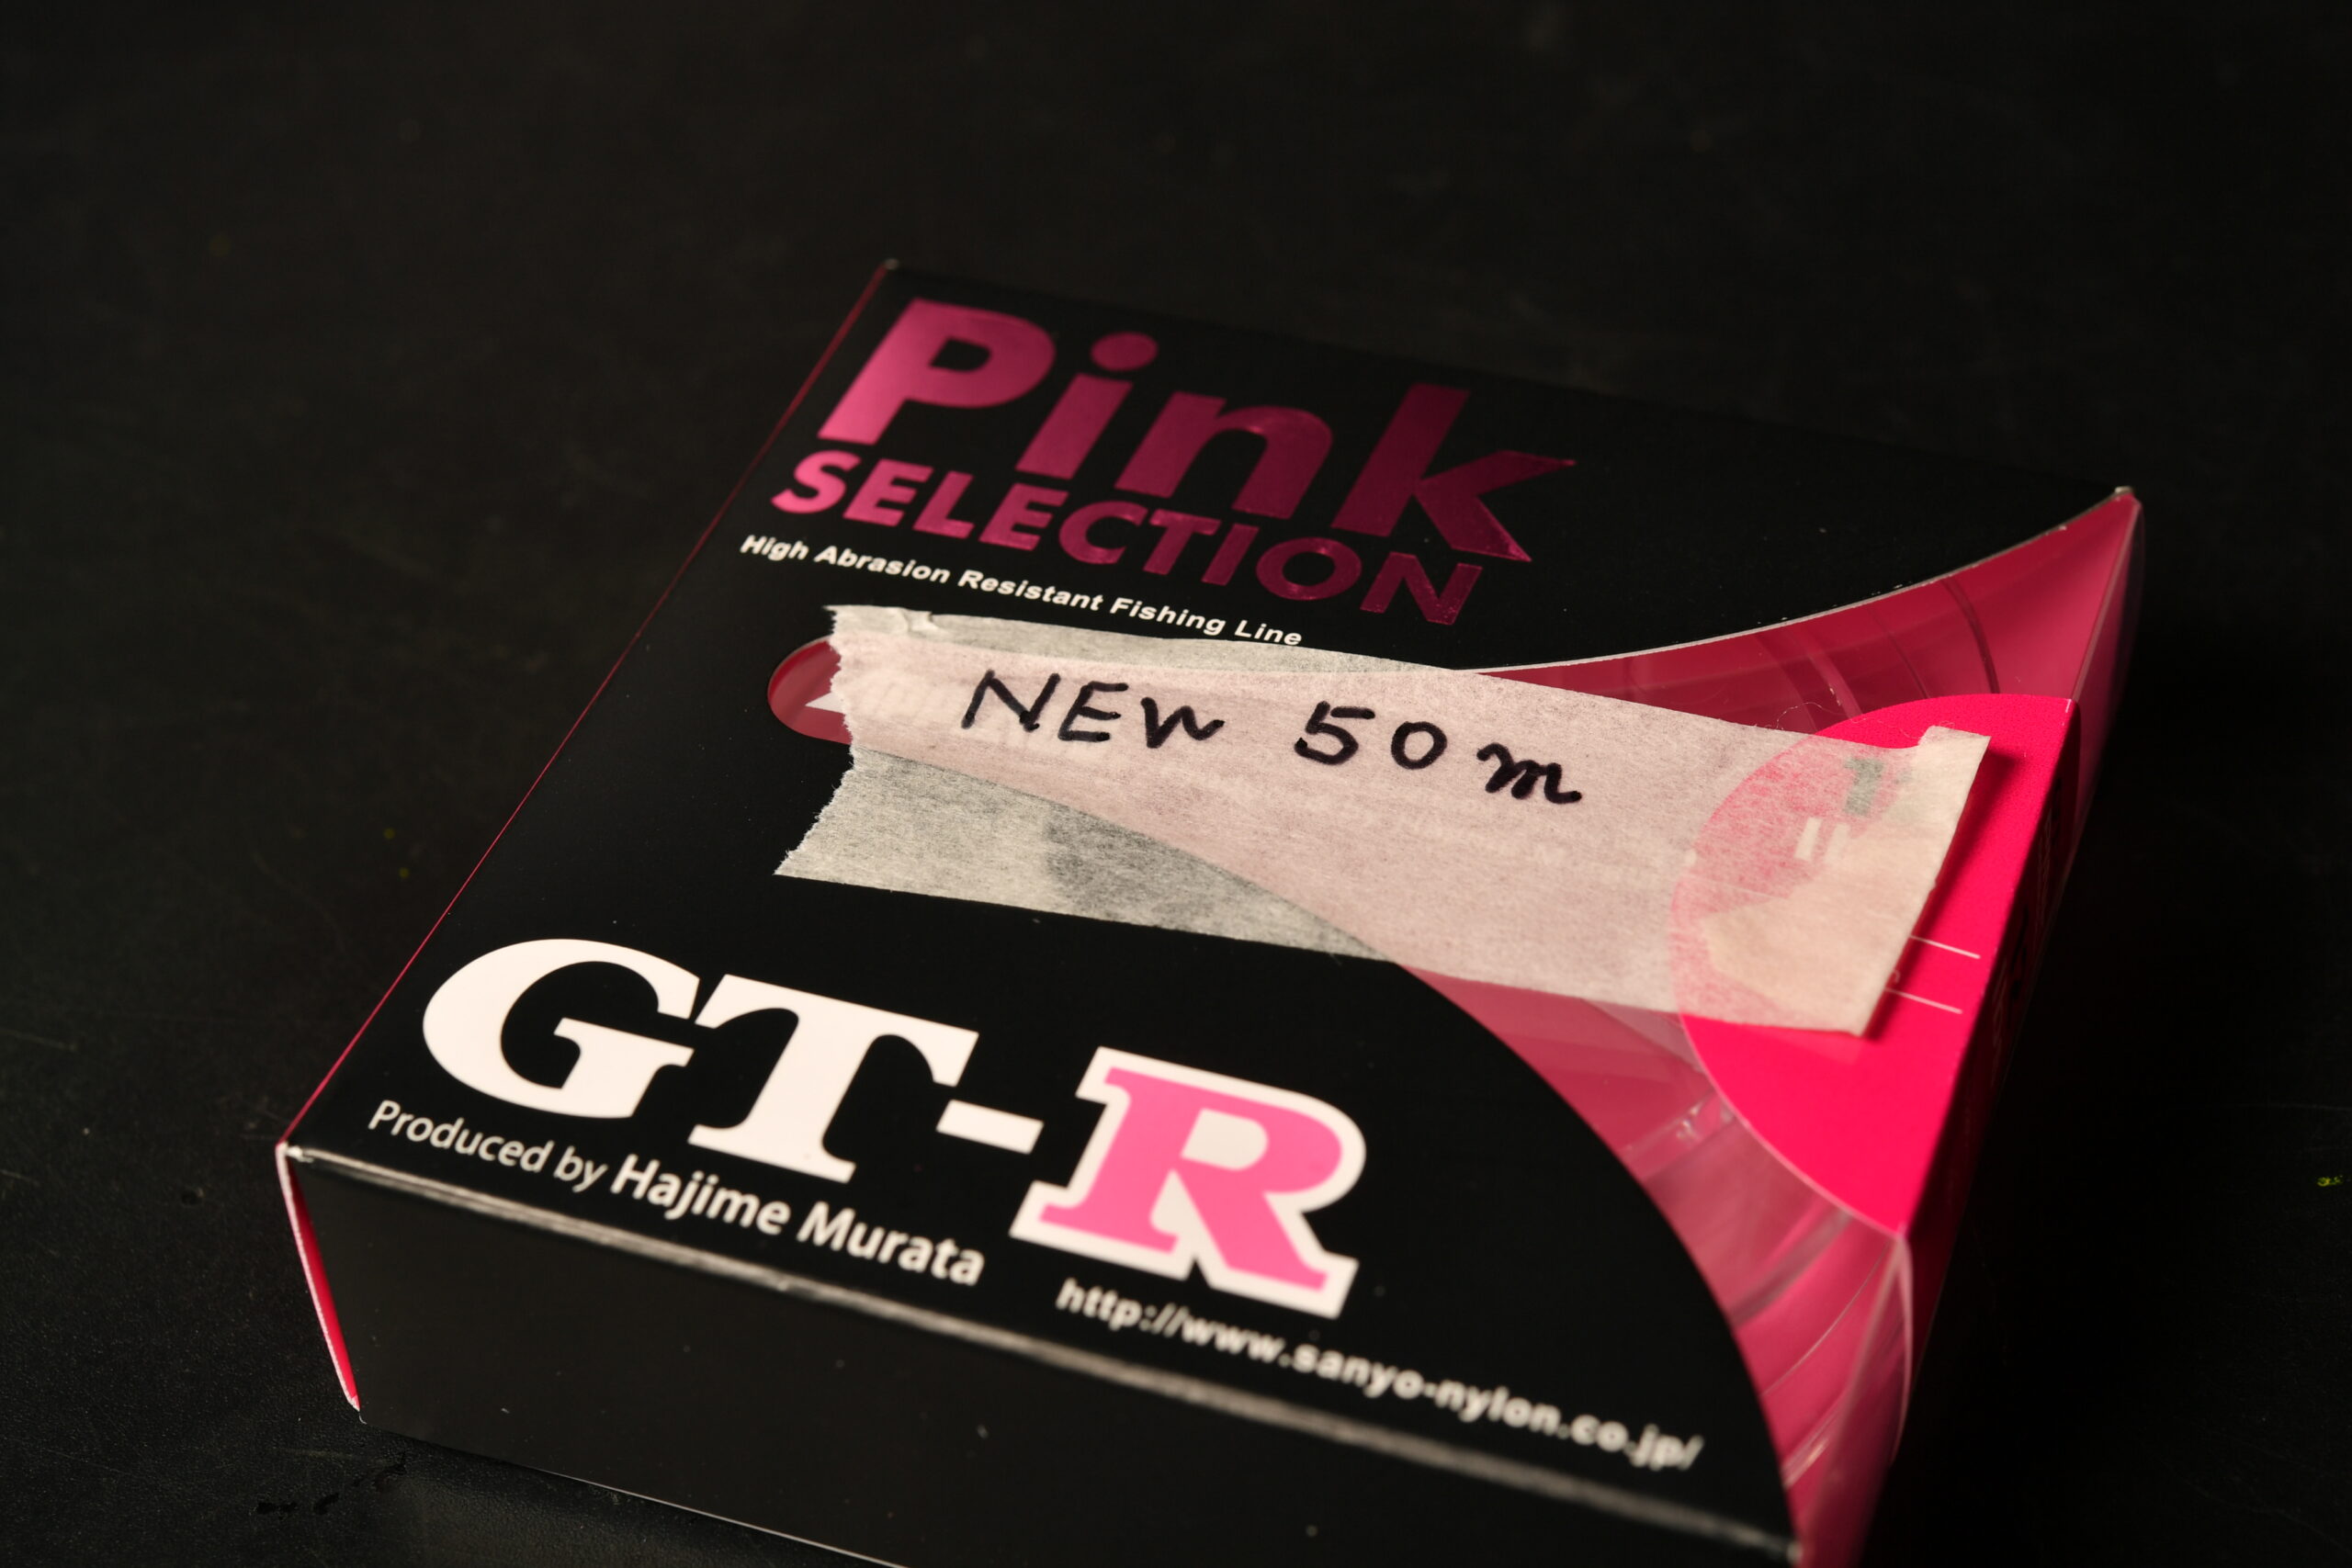 Pink
SELECTION
High Abrasion Resistant Fishing Line
NEW 50m
GT-R
Produced by Hajime Murata
http://www.sanyo-nylon.co.jp/